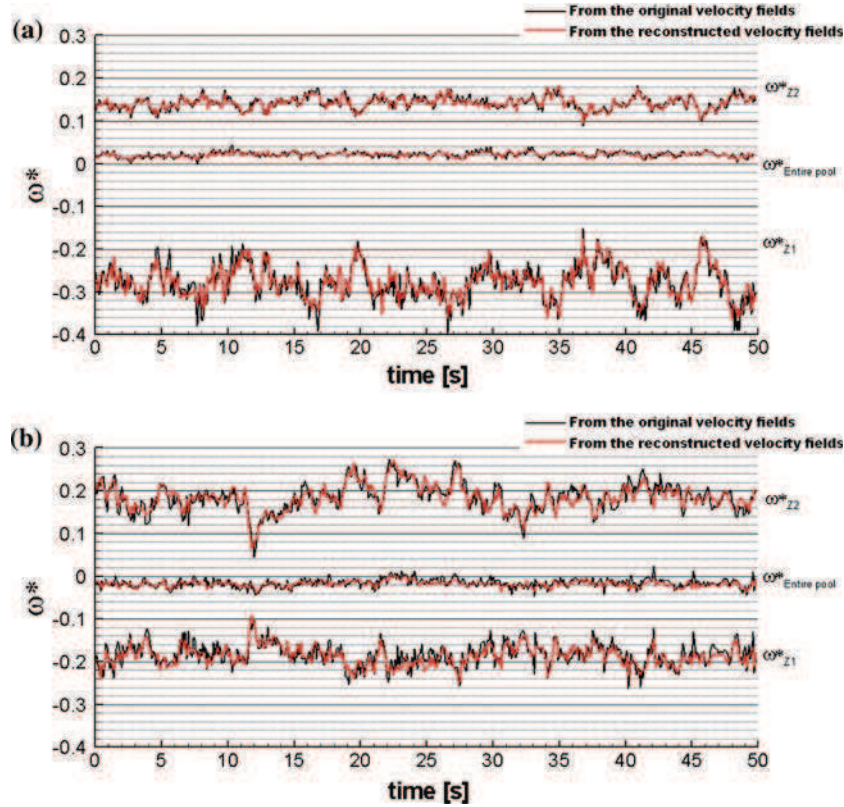 (a)
From the original velocity fields
From the reconstructed velocity fields
0.3
0.2
0.1
0
-0.1
-0.2
-0.3
-0.4
ω*
ω*Z2
ω*Entire pool
ω*Z1
0 5 10 15 20 25 30 35 40 45 50
time [s]
(b)
From the original velocity fields
From the reconstructed velocity fields
0.3
0.2
0.1
0
-0.1
-0.2
-0.3
-0.4
ω*
ω*Z2
ω*Entire pool
ω*Z1
0 5 10 15 20 25 30 35 40 45 50
time [s]